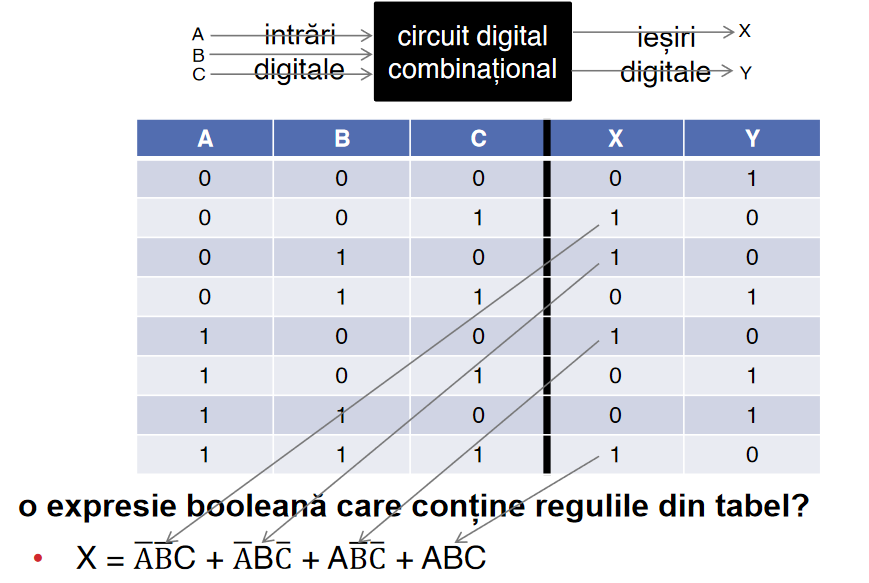 A intrări circuit digital ieșiri X
B
C digitale combinațional digitale Y
A B C X Y
0 0 0 0 1
0 0 1 1 0
0 1 0 1 0
0 1 1 0 1
1 0 0 1 0
1 0 1 0 1
1 1 0 0 1
1 1 1 1 0
o expresie booleană care conține regulile din tabel?
• X = A̅B̅C + A̅BC̅ + AB̅C̅ + ABC